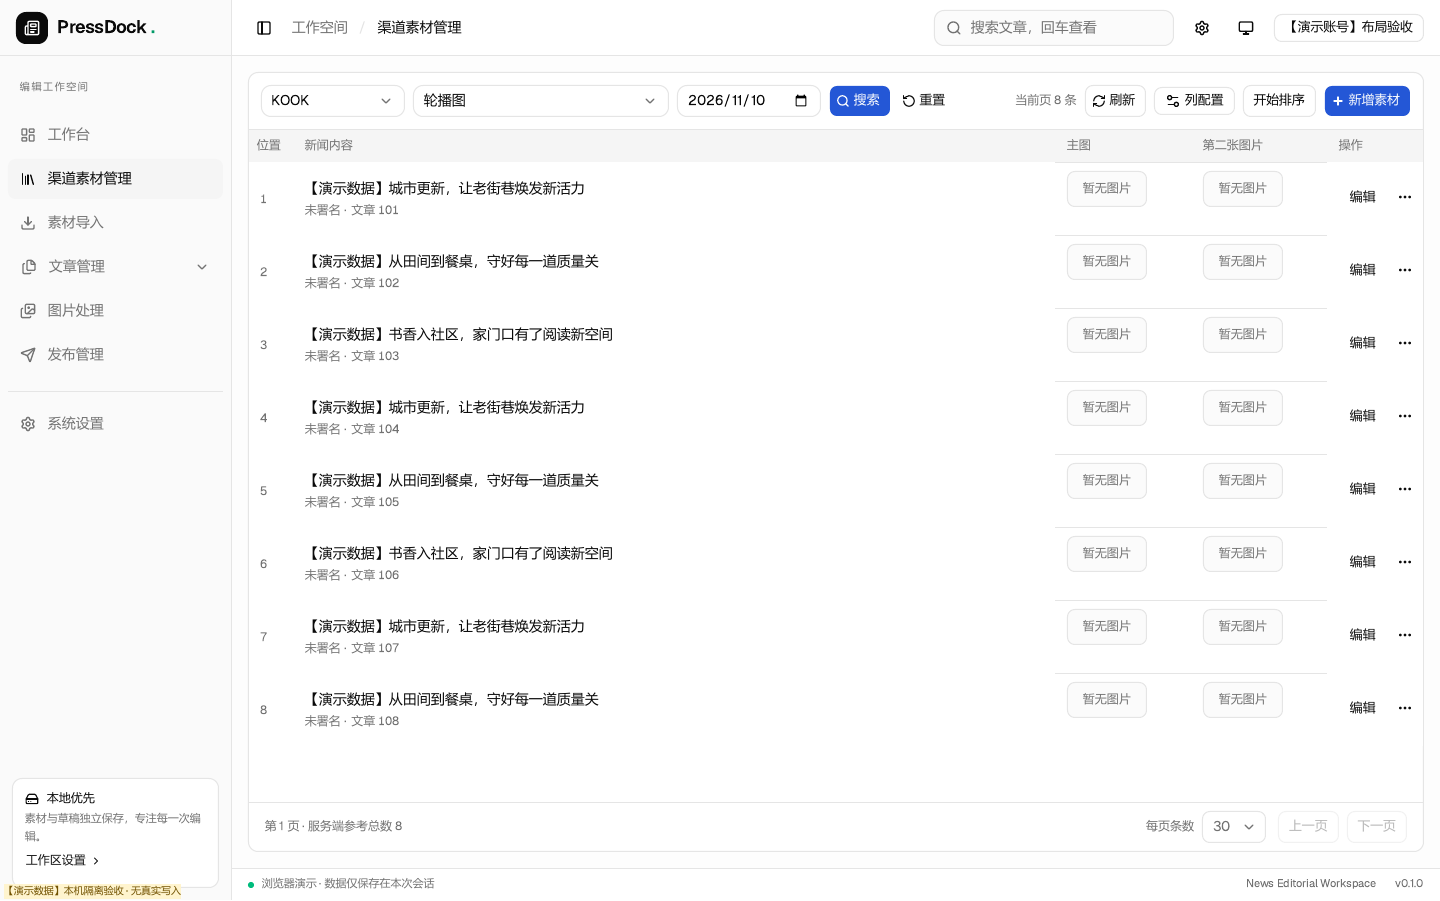 PressDock.
工作空间 / 渠道素材管理
搜索文章，回车查看
【演示账号】布局验收
编辑工作空间
工作台
渠道素材管理
素材导入
文章管理
图片处理
发布管理
系统设置
本地优先
素材与草稿独立保存，专注每一次编
辑。
工作区设置
【演示数据】本机隔离验收 · 无真实写入
KOOK 轮播图 2026/11/10 搜索 重置 当前页 8 条 刷新 列配置 开始排序 新增素材
位置 新闻内容 主图 第二张图片 操作
1 【演示数据】城市更新，让老街巷焕发新活力 暂无图片 暂无图片 编辑
未署名 · 文章 101
2 【演示数据】从田间到餐桌，守好每一道质量关 暂无图片 暂无图片 编辑
未署名 · 文章 102
3 【演示数据】书香入社区，家门口有了阅读新空间 暂无图片 暂无图片 编辑
未署名 · 文章 103
4 【演示数据】城市更新，让老街巷焕发新活力 暂无图片 暂无图片 编辑
未署名 · 文章 104
5 【演示数据】从田间到餐桌，守好每一道质量关 暂无图片 暂无图片 编辑
未署名 · 文章 105
6 【演示数据】书香入社区，家门口有了阅读新空间 暂无图片 暂无图片 编辑
未署名 · 文章 106
7 【演示数据】城市更新，让老街巷焕发新活力 暂无图片 暂无图片 编辑
未署名 · 文章 107
8 【演示数据】从田间到餐桌，守好每一道质量关 暂无图片 暂无图片 编辑
未署名 · 文章 108
第 1 页 · 服务端参考总数 8 每页条数 30 上一页 下一页
浏览器演示 · 数据仅保存在本次会话 News Editorial Workspace v0.1.0